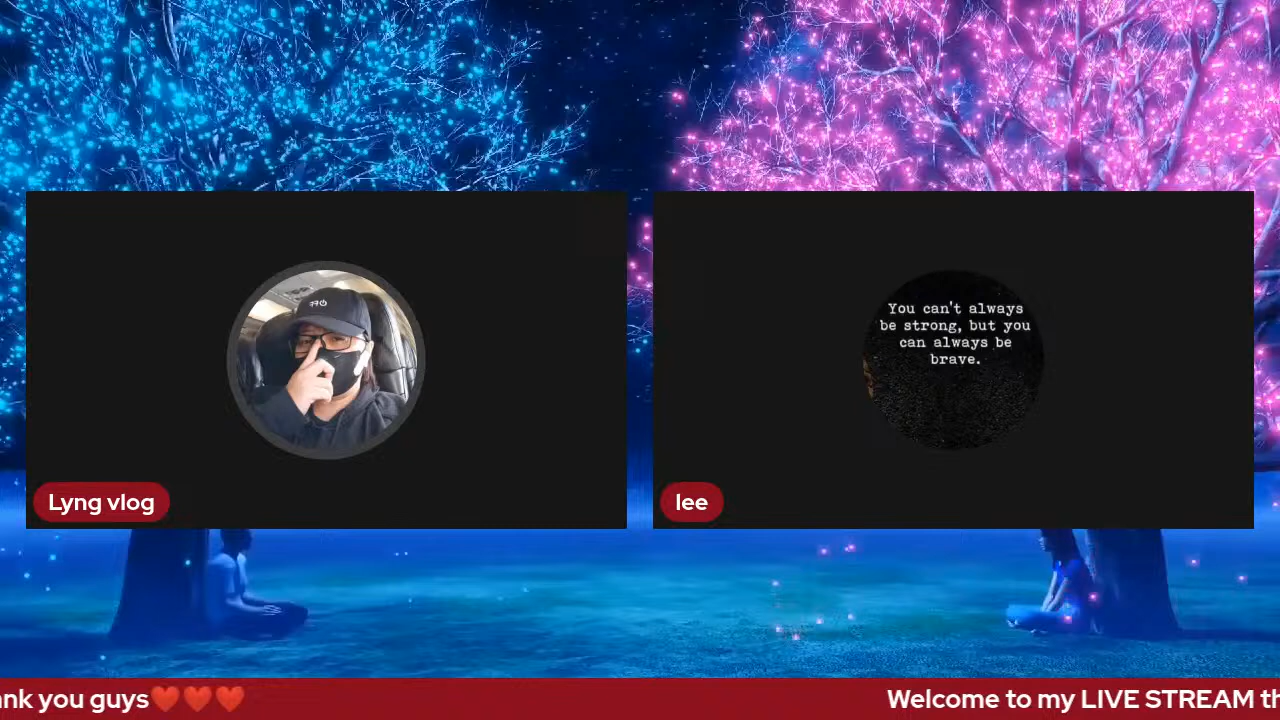 You can't always
be strong, but you
can always be
brave.
Lyng vlog
lee
nk you guys❤️❤️❤️
Welcome to my LIVE STREAM th